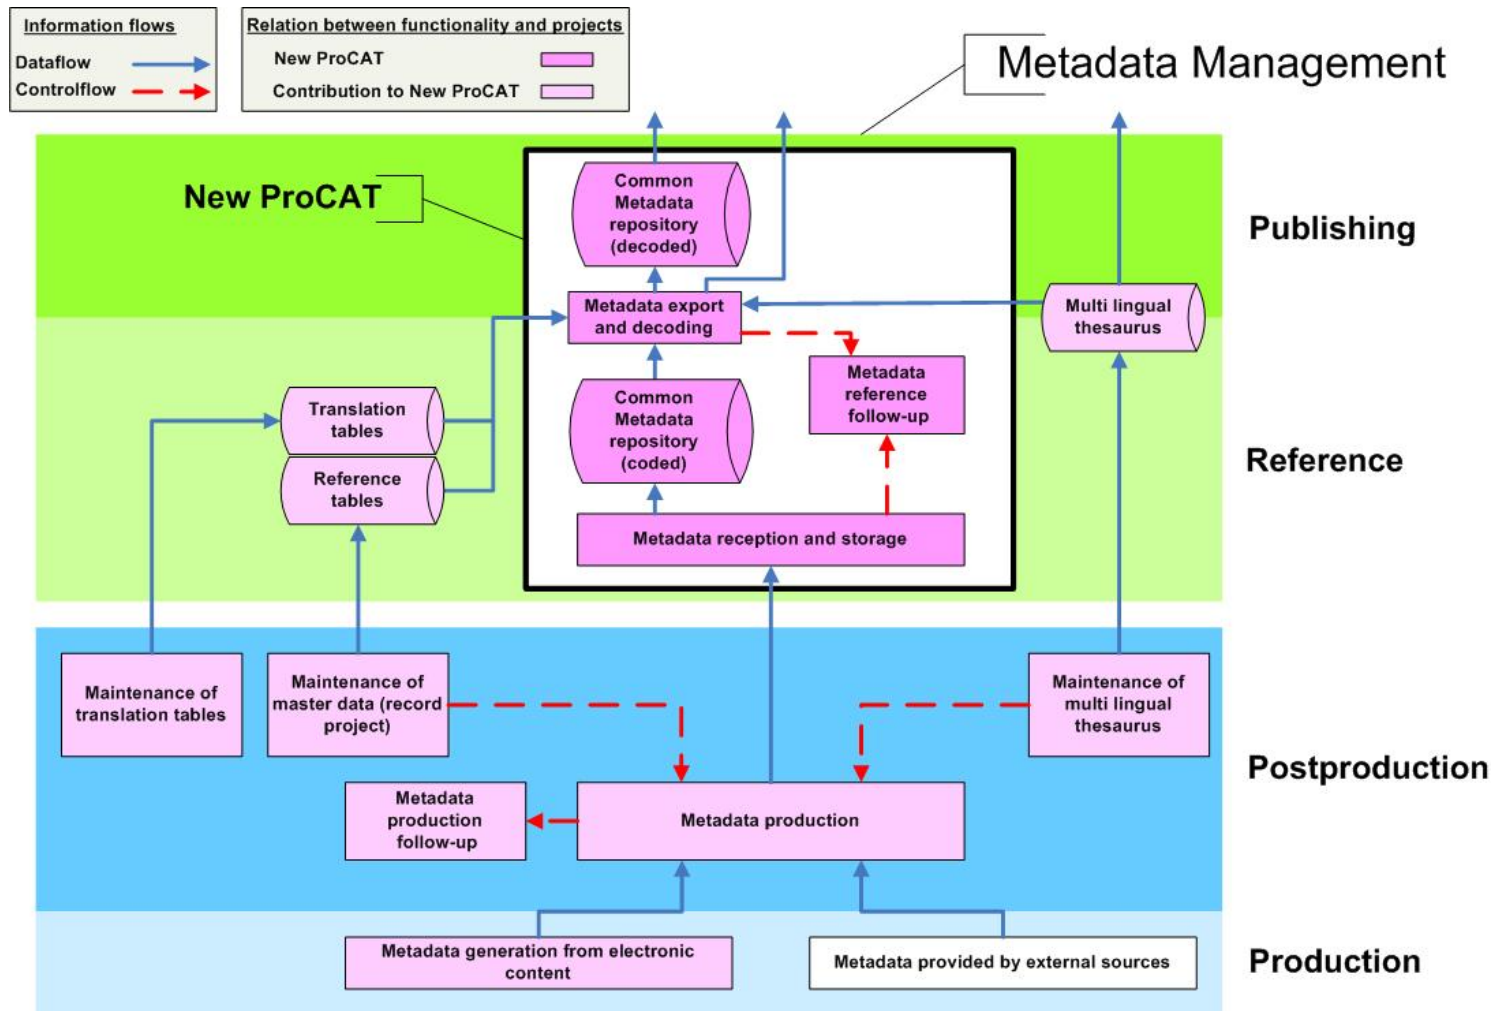 Information flows
Dataflow
Controlflow
Relation between functionality and projects
New ProCAT
Contribution to New ProCAT
Metadata Management
New ProCAT
Common
Metadata
repository
(decoded)
Publishing
Metadata export
and decoding
Multi lingual
thesaurus
Metadata
reference
follow-up
Common
Metadata
repository
(coded)
Translation
tables
Reference
tables
Reference
Metadata reception and storage
Maintenance of
translation tables
Maintenance of
master data (record
project)
Maintenance of
multi lingual
thesaurus
Postproduction
Metadata
production
follow-up
Metadata production
Metadata generation from electronic
content
Metadata provided by external sources
Production